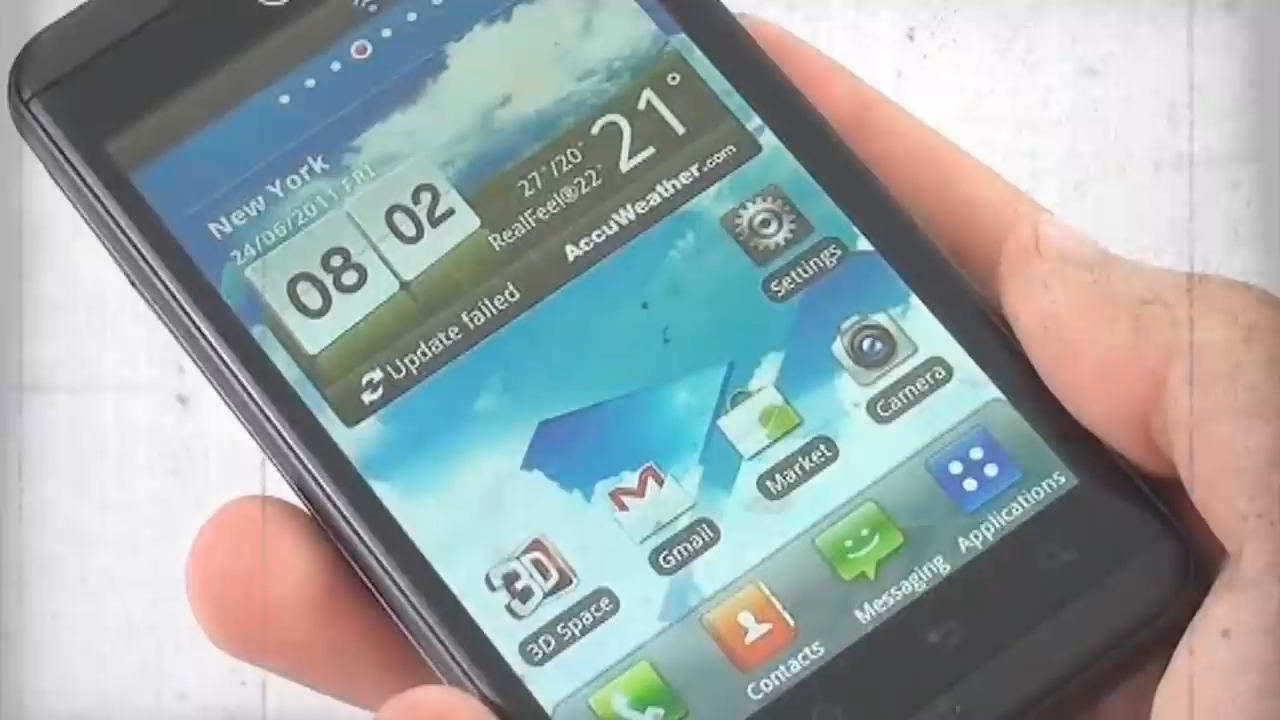 New York
24/06/2011 FRI
08 02
27°/20°
RealFeel®22°
21°
AccuWeather.com
Update failed
Settings
Camera
Market
Gmail
3D
3D Space
Applications
Messaging
Contacts